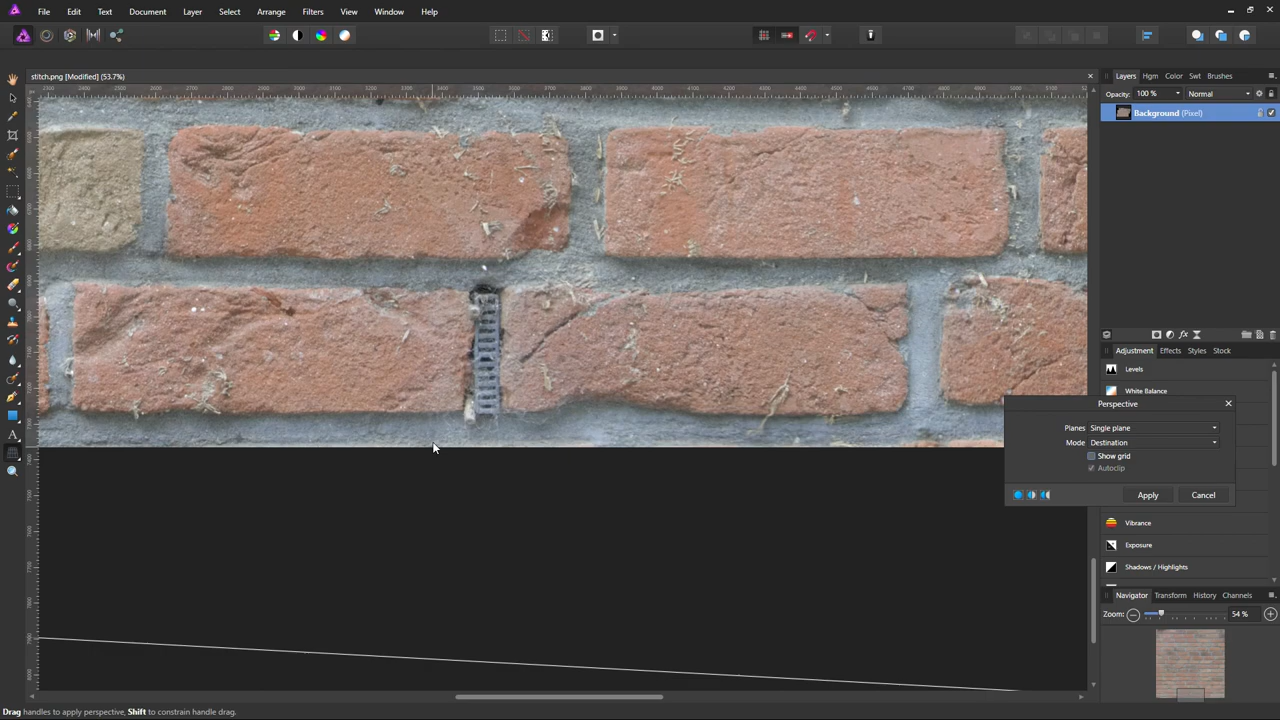 File Edit Text Document Layer Select Arrange Filters View Window Help
stitch.png [Modified] (53.7%)
Layers Hgm Color Swt Brushes
Opacity: 100 % Normal
Background (Pixel)
Adjustment Effects Styles Stock
Levels
White Balance
Perspective
Planes Single plane
Mode Destination
Show grid
Autoclip
Apply Cancel
Vibrance
Exposure
Shadows / Highlights
Navigator Transform History Channels
Zoom: 54 %
Drag handles to apply perspective, Shift to constrain handle drag.